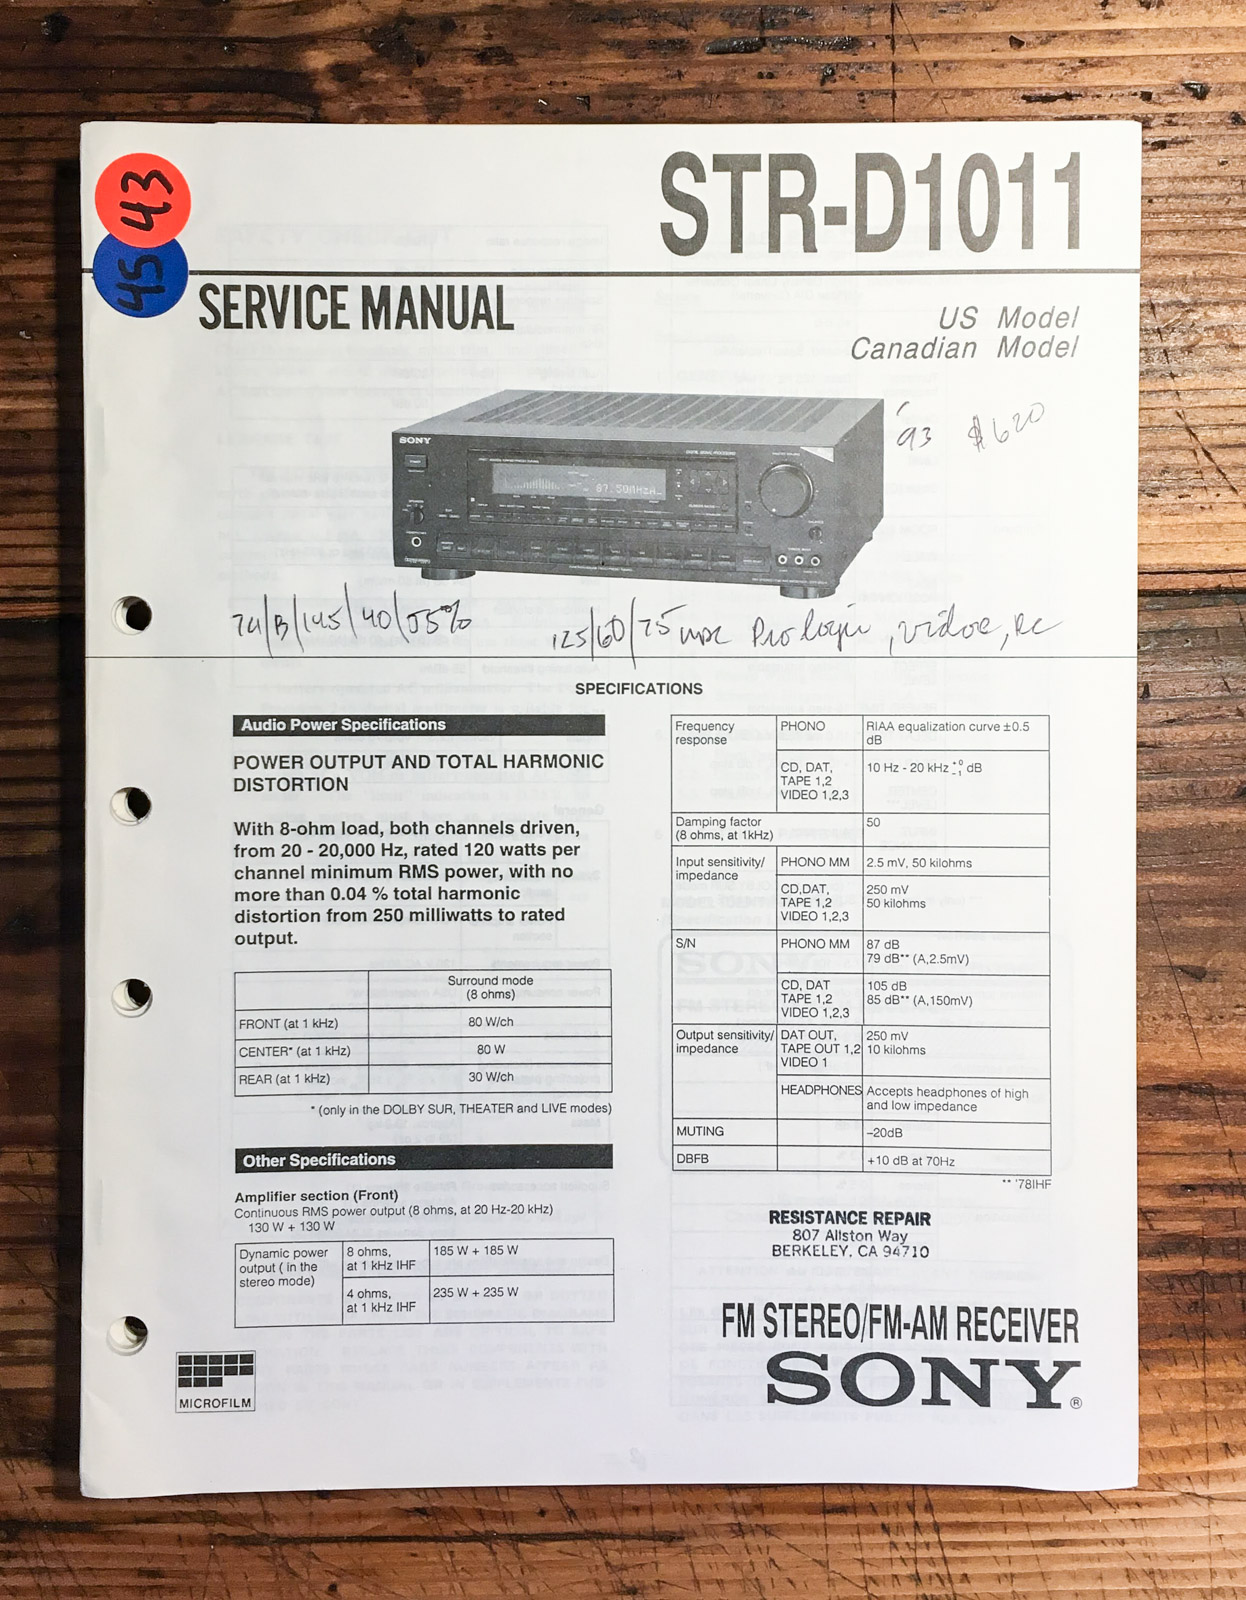 43
45
STR-D1011
SERVICE MANUAL
US Model
Canadian Model
SONY
87.50MHz
'93 $620
74/B/145/40/55%
125/60/75 Prologic, video, RC
SPECIFICATIONS
Audio Power Specifications
POWER OUTPUT AND TOTAL HARMONIC
DISTORTION
With 8-ohm load, both channels driven,
from 20 - 20,000 Hz, rated 120 watts per
channel minimum RMS power, with no
more than 0.04 % total harmonic
distortion from 250 milliwatts to rated
output.
Surround mode
(8 ohms)
FRONT (at 1 kHz) 80 W/ch
CENTER* (at 1 kHz) 80 W
REAR (at 1 kHz) 30 W/ch
* (only in the DOLBY SUR, THEATER and LIVE modes)
Other Specifications
Amplifier section (Front)
Continuous RMS power output (8 ohms, at 20 Hz-20 kHz)
130 W + 130 W
Dynamic power 8 ohms, 185 W + 185 W
output ( in the at 1 kHz IHF
stereo mode) 4 ohms, 235 W + 235 W
at 1 kHz IHF
MICROFILM
Frequency PHONO RIAA equalization curve ±0.5
response dB
CD, DAT, 10 Hz - 20 kHz +0 -1 dB
TAPE 1,2
VIDEO 1,2,3
Damping factor 50
(8 ohms, at 1kHz)
Input sensitivity/ PHONO MM 2.5 mV, 50 kilohms
impedance
CD,DAT, 250 mV
TAPE 1,2 50 kilohms
VIDEO 1,2,3
S/N PHONO MM 87 dB
79 dB** (A,2.5mV)
CD, DAT 105 dB
TAPE 1,2 85 dB** (A,150mV)
VIDEO 1,2,3
Output sensitivity/ DAT OUT, 250 mV
impedance TAPE OUT 1,2 10 kilohms
VIDEO 1
HEADPHONES Accepts headphones of high
and low impedance
MUTING -20dB
DBFB +10 dB at 70Hz
** '78IHF
RESISTANCE REPAIR
807 Allston Way
BERKELEY, CA 94710
FM STEREO/FM-AM RECEIVER
SONY®